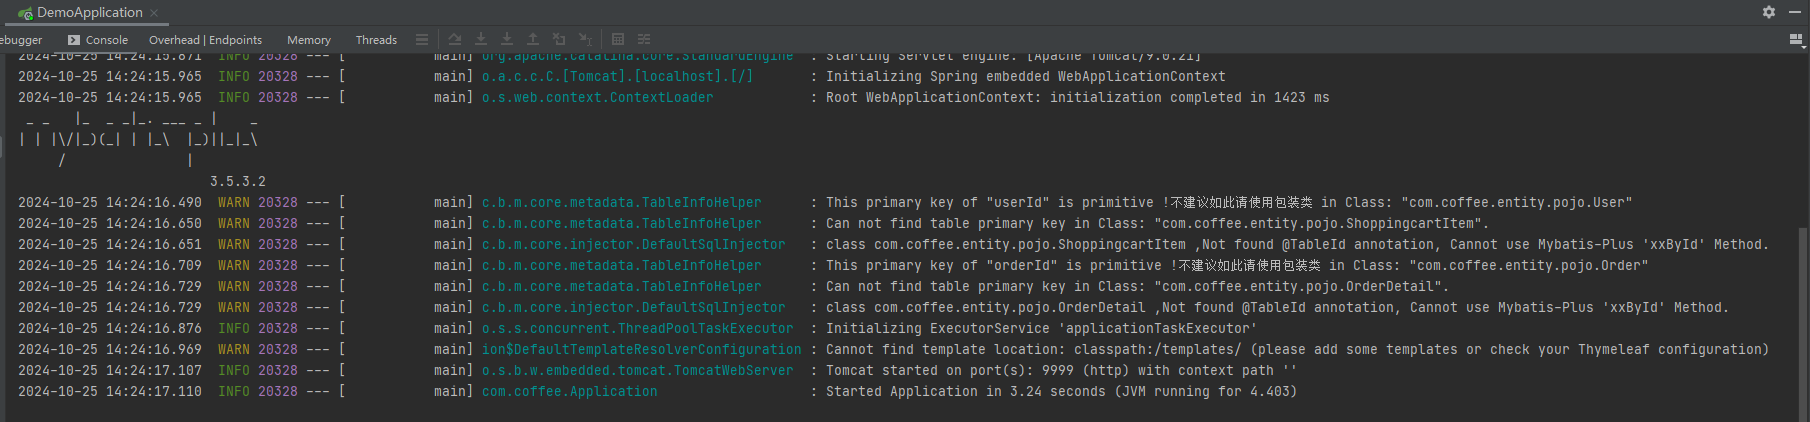 DemoApplication
ebugger Console Overhead | Endpoints Memory Threads
2024-10-25 14:24:15.871  INFO 20328 --- [           main] org.apache.catalina.core.StandardEngine  : Starting Servlet engine: [Apache Tomcat/9.0.21]
2024-10-25 14:24:15.965  INFO 20328 --- [           main] o.a.c.c.C.[Tomcat].[localhost].[/]       : Initializing Spring embedded WebApplicationContext
2024-10-25 14:24:15.965  INFO 20328 --- [           main] o.s.web.context.ContextLoader            : Root WebApplicationContext: initialization completed in 1423 ms
 _ _   |_  _ _|_. ___ _ |    _
| | |\/|_)(_| | |_\  |_)||_|_\
     /               |
                        3.5.3.2
2024-10-25 14:24:16.490  WARN 20328 --- [           main] c.b.m.core.metadata.TableInfoHelper      : This primary key of "userId" is primitive !不建议如此请使用包装类 in Class: "com.coffee.entity.pojo.User"
2024-10-25 14:24:16.650  WARN 20328 --- [           main] c.b.m.core.metadata.TableInfoHelper      : Can not find table primary key in Class: "com.coffee.entity.pojo.ShoppingcartItem".
2024-10-25 14:24:16.651  WARN 20328 --- [           main] c.b.m.core.injector.DefaultSqlInjector   : class com.coffee.entity.pojo.ShoppingcartItem ,Not found @TableId annotation, Cannot use Mybatis-Plus 'xxById' Method.
2024-10-25 14:24:16.709  WARN 20328 --- [           main] c.b.m.core.metadata.TableInfoHelper      : This primary key of "orderId" is primitive !不建议如此请使用包装类 in Class: "com.coffee.entity.pojo.Order"
2024-10-25 14:24:16.729  WARN 20328 --- [           main] c.b.m.core.metadata.TableInfoHelper      : Can not find table primary key in Class: "com.coffee.entity.pojo.OrderDetail".
2024-10-25 14:24:16.729  WARN 20328 --- [           main] c.b.m.core.injector.DefaultSqlInjector   : class com.coffee.entity.pojo.OrderDetail ,Not found @TableId annotation, Cannot use Mybatis-Plus 'xxById' Method.
2024-10-25 14:24:16.876  INFO 20328 --- [           main] o.s.s.concurrent.ThreadPoolTaskExecutor  : Initializing ExecutorService 'applicationTaskExecutor'
2024-10-25 14:24:16.969  WARN 20328 --- [           main] ion$DefaultTemplateResolverConfiguration : Cannot find template location: classpath:/templates/ (please add some templates or check your Thymeleaf configuration)
2024-10-25 14:24:17.107  INFO 20328 --- [           main] o.s.b.w.embedded.tomcat.TomcatWebServer  : Tomcat started on port(s): 9999 (http) with context path ''
2024-10-25 14:24:17.110  INFO 20328 --- [           main] com.coffee.Application                   : Started Application in 3.24 seconds (JVM running for 4.403)